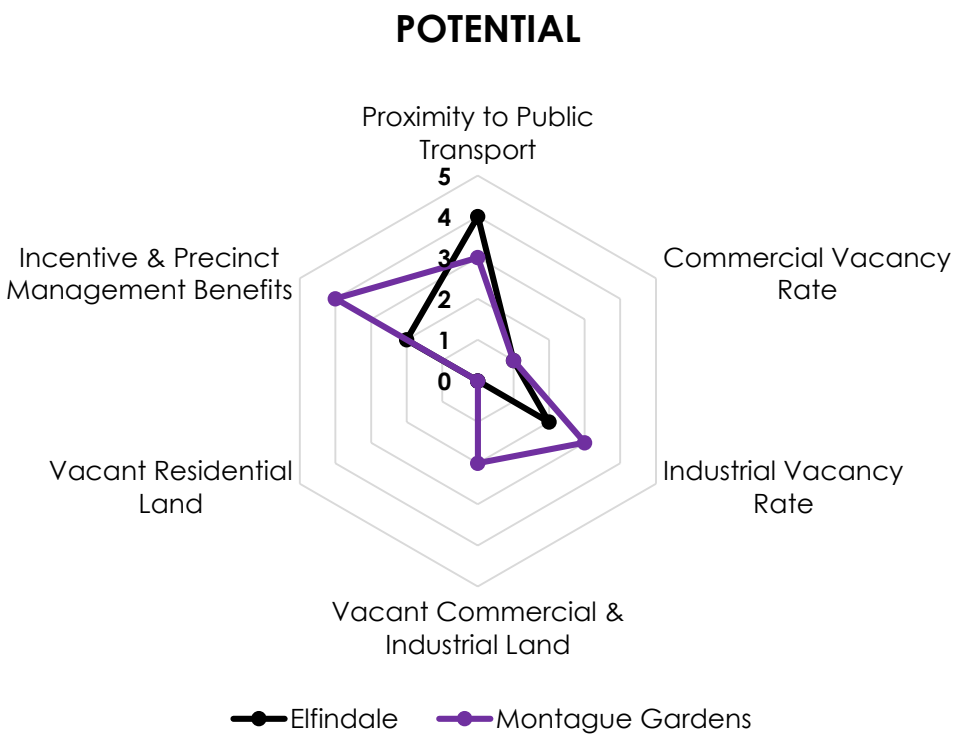 POTENTIAL
Proximity to Public
Transport
5
4
3
2
1
0
Commercial Vacancy
Rate
Industrial Vacancy
Rate
Vacant Commercial &
Industrial Land
Vacant Residential
Land
Incentive & Precinct
Management Benefits
Elfindale
Montague Gardens